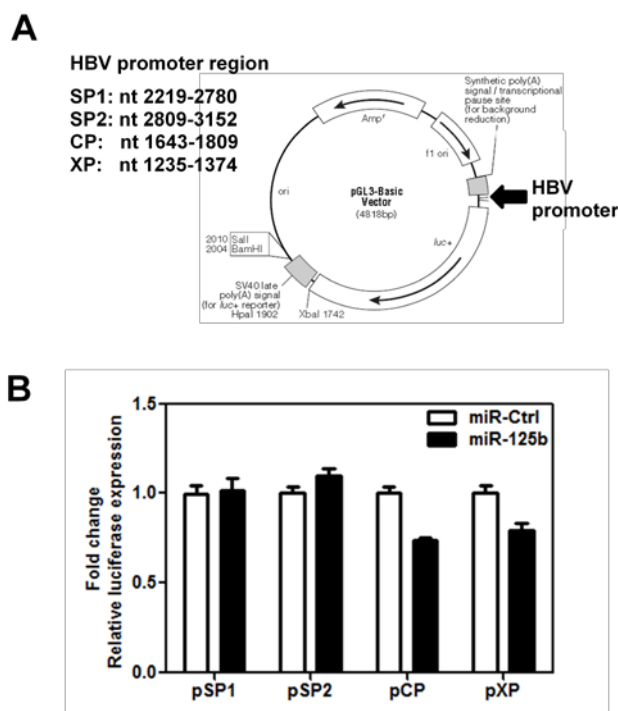 A
HBV promoter region
SP1: nt 2219-2780
SP2: nt 2809-3152
CP: nt 1643-1809
XP: nt 1235-1374
Synthetic poly(A)
signal / transcriptional
pause site
(for background
reduction)
Ampʳ
f1 ori
ori
pGL3-Basic
Vector
(4818bp)
HBV
promoter
luc+
2010 SalI
2004 BamHI
SV40 late
poly(A) signal
(for luc+ reporter)
HpaI 1902
XbaI 1742
B
Fold change
Relative luciferase expression
1.5
1.0
0.5
0.0
miR-Ctrl
miR-125b
pSP1 pSP2 pCP pXP